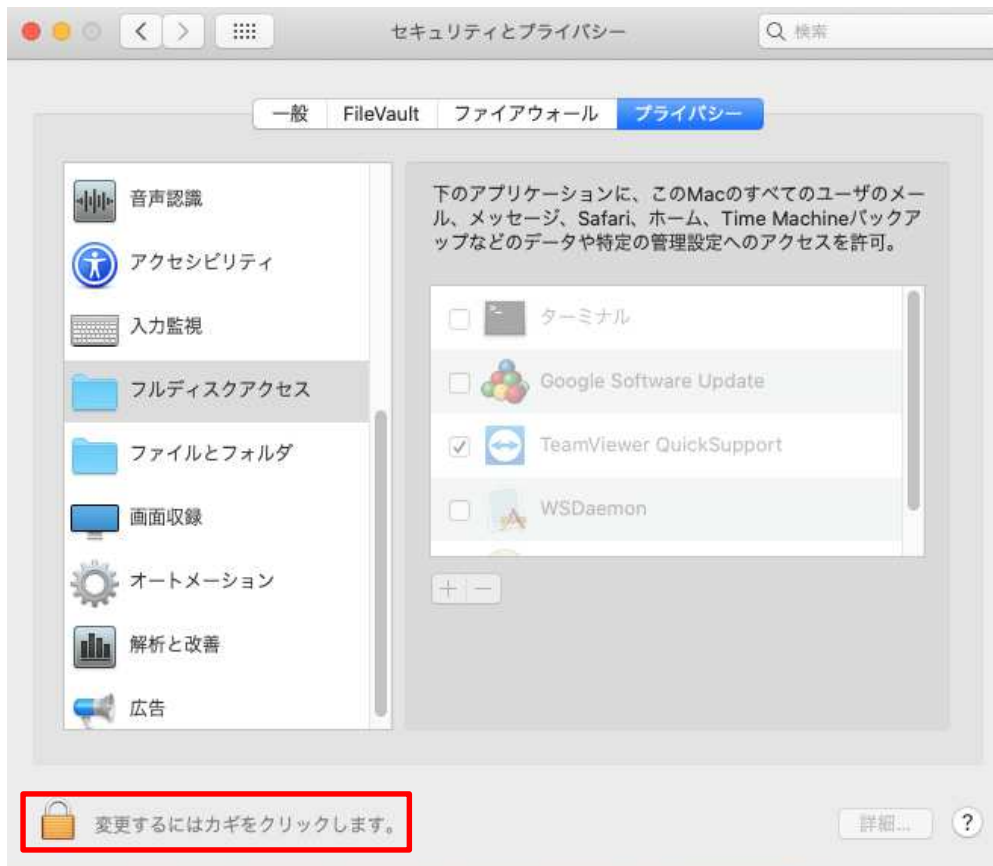 セキュリティとプライバシー
検索
一般
FileVault
ファイアウォール
プライバシー
音声認識
アクセシビリティ
入力監視
フルディスクアクセス
ファイルとフォルダ
画面収録
オートメーション
解析と改善
広告
下のアプリケーションに、このMacのすべてのユーザのメー
ル、メッセージ、Safari、ホーム、Time Machineバックア
ップなどのデータや特定の管理設定へのアクセスを許可。
ターミナル
Google Software Update
TeamViewer QuickSupport
WSDaemon
変更するにはカギをクリックします。
詳細...
?